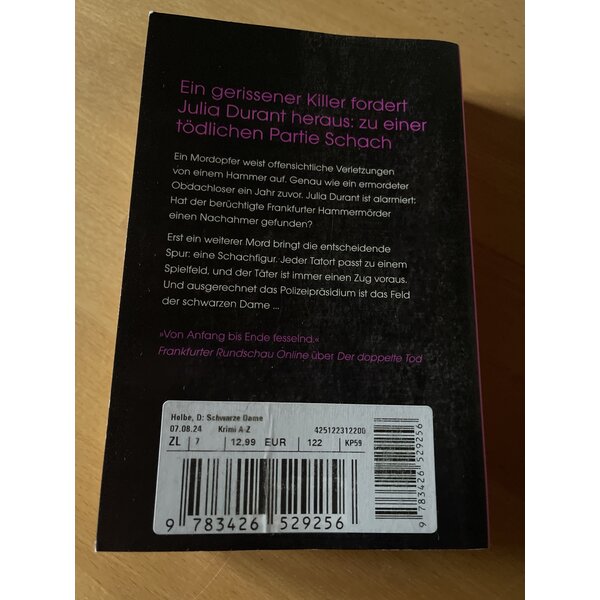 Ein gerissener Killer fordert
Julia Durant heraus: zu einer
tödlichen Partie Schach
Ein Mordopfer weist offensichtliche Verletzungen
von einem Hammer auf. Genau wie ein ermordeter
Obdachloser ein Jahr zuvor. Julia Durant ist alarmiert:
Hat der berüchtigte Frankfurter Hammermörder
einen Nachahmer gefunden?
Erst ein weiterer Mord bringt die entscheidende
Spur: eine Schachfigur. Jeder Tatort passt zu einem
Spielfeld, und der Täter ist immer einen Zug voraus.
Und ausgerechnet das Polizeipräsidium ist das Feld
der schwarzen Dame ...
»Von Anfang bis Ende fesselnd.«
Frankfurter Rundschau Online über Der doppelte Tod
Holbe, D: Schwarze Dame
07.08.24 Krimi A-Z 425122312200
ZL 7 12,99 EUR 122 KP59
9 783426 529256
9 783426 529256